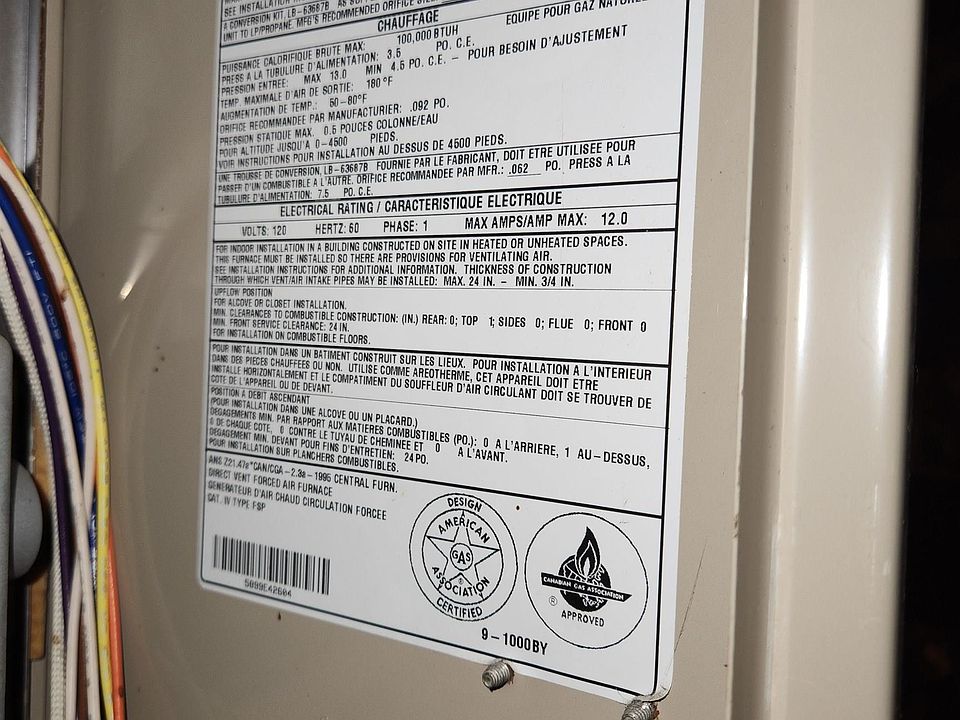 SEE INSTALLATION IN
A CONVERSION KIT, LB-63687B AS SUP
UNIT TO LP/PROPANE. MFG'S RECOMMENDED ORIFICE SIZE:
CHAUFFAGE
EQUIPE POUR GAZ NATUREL
PUISSANCE CALORIFIQUE BRUTE MAX: 100,000 BTUH
PRESS A LA TUBULURE D'ALIMENTATION: 3.5 PO. C.E.
PRESSION ENTREE: MAX 13.0 MIN 4.5 PO. C.E. - POUR BESOIN D'AJUSTEMENT
TEMP. MAXIMALE D'AIR DE SORTIE: 180°F
AUGMENTATION DE TEMP.: 50-80°F
ORIFICE RECOMMANDEE PAR MANUFACTURIER: .092 PO.
PRESSION STATIQUE MAX. 0.5 POUCES COLONNE/EAU
POUR ALTITUDE JUSQU'A 0-4500 PIEDS.
VOIR INSTRUCTIONS POUR INSTALLATION AU DESSUS DE 4500 PIEDS.
UNE TROUSSE DE CONVERSION, LB-63687B FOURNIE PAR LE FABRICANT, DOIT ETRE UTILISEE POUR
PASSER D'UN COMBUSTIBLE A L'AUTRE. ORIFICE RECOMMANDEE PAR MFR.: .062 PO. PRESS A LA
TUBULURE D'ALIMENTATION: 7.5 PO. C.E.
ELECTRICAL RATING / CARACTERISTIQUE ELECTRIQUE
VOLTS: 120 HERTZ: 60 PHASE: 1 MAX AMPS/AMP MAX: 12.0
FOR INDOOR INSTALLATION IN A BUILDING CONSTRUCTED ON SITE IN HEATED OR UNHEATED SPACES.
THIS FURNACE MUST BE INSTALLED SO THERE ARE PROVISIONS FOR VENTILATING AIR.
SEE INSTALLATION INSTRUCTIONS FOR ADDITIONAL INFORMATION. THICKNESS OF CONSTRUCTION
THROUGH WHICH VENT/AIR INTAKE PIPES MAY BE INSTALLED: MAX. 24 IN. - MIN. 3/4 IN.
UPFLOW POSITION
FOR ALCOVE OR CLOSET INSTALLATION.
MIN. CLEARANCES TO COMBUSTIBLE CONSTRUCTION: (IN.) REAR: 0; TOP 1; SIDES 0; FLUE 0; FRONT 0
MIN. FRONT SERVICE CLEARANCE: 24 IN.
FOR INSTALLATION ON COMBUSTIBLE FLOORS.
POUR INSTALLATION DANS UN BATIMENT CONSTRUIT SUR LES LIEUX. POUR INSTALLATION A L'INTERIEUR
DANS DES PIECES CHAUFFEES OU NON. UTILISE COMME AREOTHERME, CET APPAREIL DOIT ETRE
INSTALLE HORIZONTALEMENT ET LE COMPATIMENT DU SOUFFLEUR D'AIR CIRCULANT DOIT SE TROUVER DE
COTE DE L'APPAREIL OU DE DEVANT.
POSITION A DEBIT ASCENDANT
(POUR INSTALLATION DANS UNE ALCOVE OU UN PLACARD.)
DEGAGEMENTS MIN. PAR RAPPORT AUX MATIERES COMBUSTIBLES (PO.): 0 A L'ARRIERE, 1 AU-DESSUS,
0 DE CHAQUE COTE, 0 CONTRE LE TUYAU DE CHEMINEE ET 0 A L'AVANT.
DEGAGEMENT MIN. DEVANT POUR FINS D'ENTRETIEN: 24 PO.
POUR INSTALLATION SUR PLANCHERS COMBUSTIBLES.
ANS Z21.47a*CAN/CGA-2.3a-1995 CENTRAL FURN.
DIRECT VENT FORCED AIR FURNACE
GENERATEUR D'AIR CHAUD CIRCULATION FORCEE
CAT. IV TYPE FSP
5899E42604
DESIGN
AMERICAN
GAS
ASSOCIATION
®
CERTIFIED
CANADIAN GAS ASSOCIATION
®
APPROVED
9-1000BY